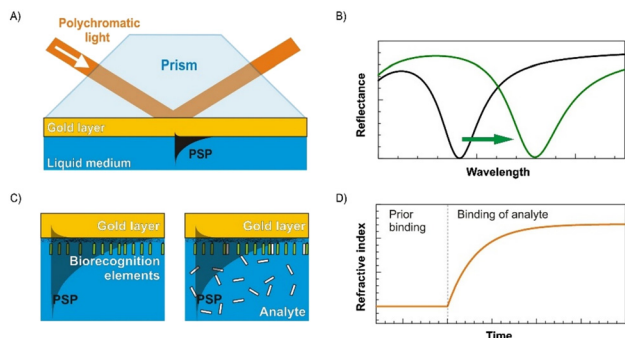 A)
Polychromatic
light
Prism
Gold layer
PSP
Liquid medium
B)
Reflectance
Wavelength
C)
Gold layer
Biorecognition
elements
PSP
Gold layer
PSP
Analyte
D)
Prior
binding
Binding of analyte
Refractive index
Time